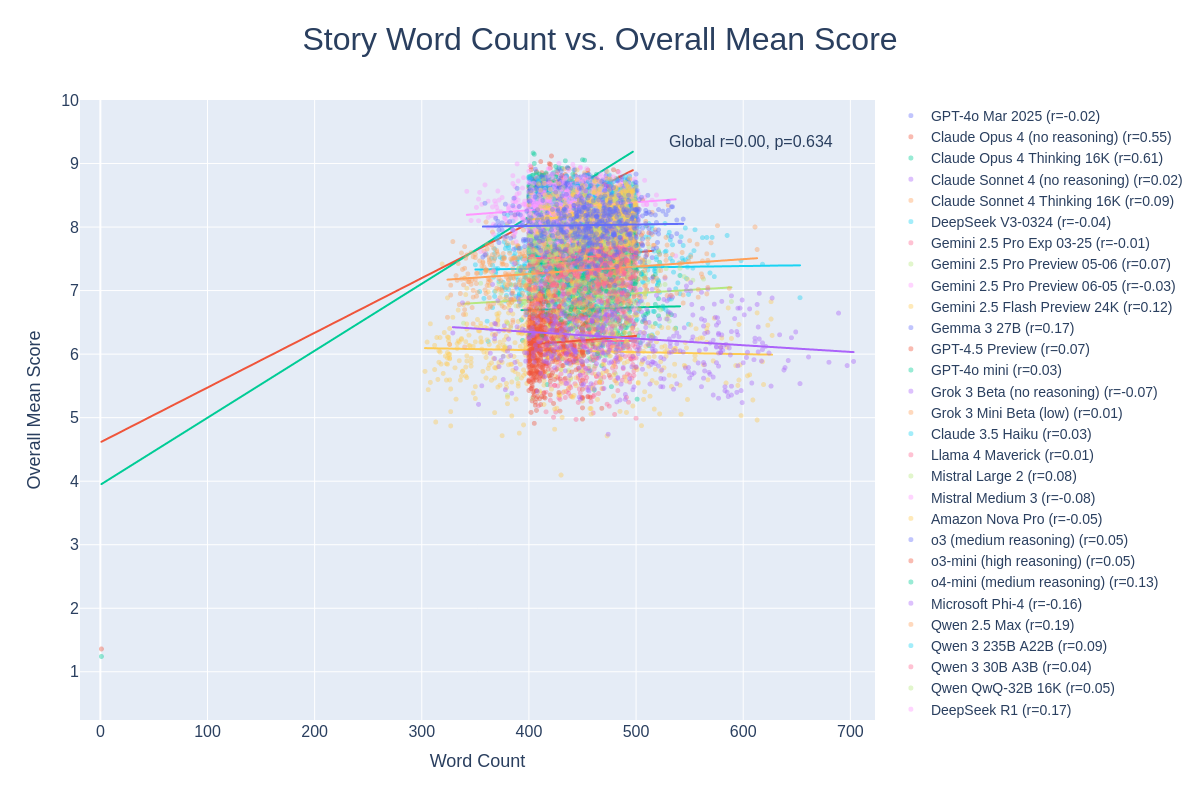 Story Word Count vs. Overall Mean Score
Global r=0.00, p=0.634
10
9
8
7
6
5
4
3
2
1
Overall Mean Score
0 100 200 300 400 500 600 700
Word Count
GPT-4o Mar 2025 (r=-0.02)
Claude Opus 4 (no reasoning) (r=0.55)
Claude Opus 4 Thinking 16K (r=0.61)
Claude Sonnet 4 (no reasoning) (r=0.02)
Claude Sonnet 4 Thinking 16K (r=0.09)
DeepSeek V3-0324 (r=-0.04)
Gemini 2.5 Pro Exp 03-25 (r=-0.01)
Gemini 2.5 Pro Preview 05-06 (r=0.07)
Gemini 2.5 Pro Preview 06-05 (r=-0.03)
Gemini 2.5 Flash Preview 24K (r=0.12)
Gemma 3 27B (r=0.17)
GPT-4.5 Preview (r=0.07)
GPT-4o mini (r=0.03)
Grok 3 Beta (no reasoning) (r=-0.07)
Grok 3 Mini Beta (low) (r=0.01)
Claude 3.5 Haiku (r=0.03)
Llama 4 Maverick (r=0.01)
Mistral Large 2 (r=0.08)
Mistral Medium 3 (r=-0.08)
Amazon Nova Pro (r=-0.05)
o3 (medium reasoning) (r=0.05)
o3-mini (high reasoning) (r=0.05)
o4-mini (medium reasoning) (r=0.13)
Microsoft Phi-4 (r=-0.16)
Qwen 2.5 Max (r=0.19)
Qwen 3 235B A22B (r=0.09)
Qwen 3 30B A3B (r=0.04)
Qwen QwQ-32B 16K (r=0.05)
DeepSeek R1 (r=0.17)